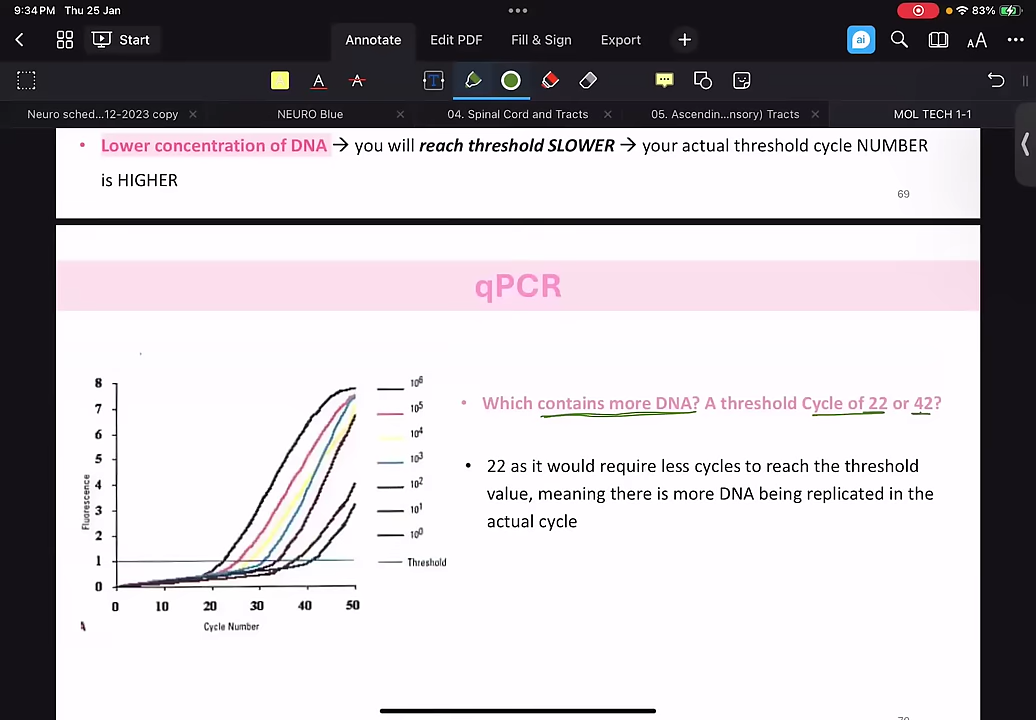 9:34 PM Thu 25 Jan
83%
Start
Annotate
Edit PDF
Fill & Sign
Export
ai
AA
A
A
T
Neuro sched...12-2023 copy
NEURO Blue
04. Spinal Cord and Tracts
05. Ascendin...nsory) Tracts
MOL TECH 1-1
• Lower concentration of DNA → you will reach threshold SLOWER → your actual threshold cycle NUMBER
is HIGHER
69
qPCR
8
7
6
5
4
3
2
1
0
Fluorescence
0 10 20 30 40 50
Cycle Number
A
10⁶
10⁵
10⁴
10³
10²
10¹
10⁰
Threshold
• Which contains more DNA? A threshold Cycle of 22 or 42?
• 22 as it would require less cycles to reach the threshold
value, meaning there is more DNA being replicated in the
actual cycle